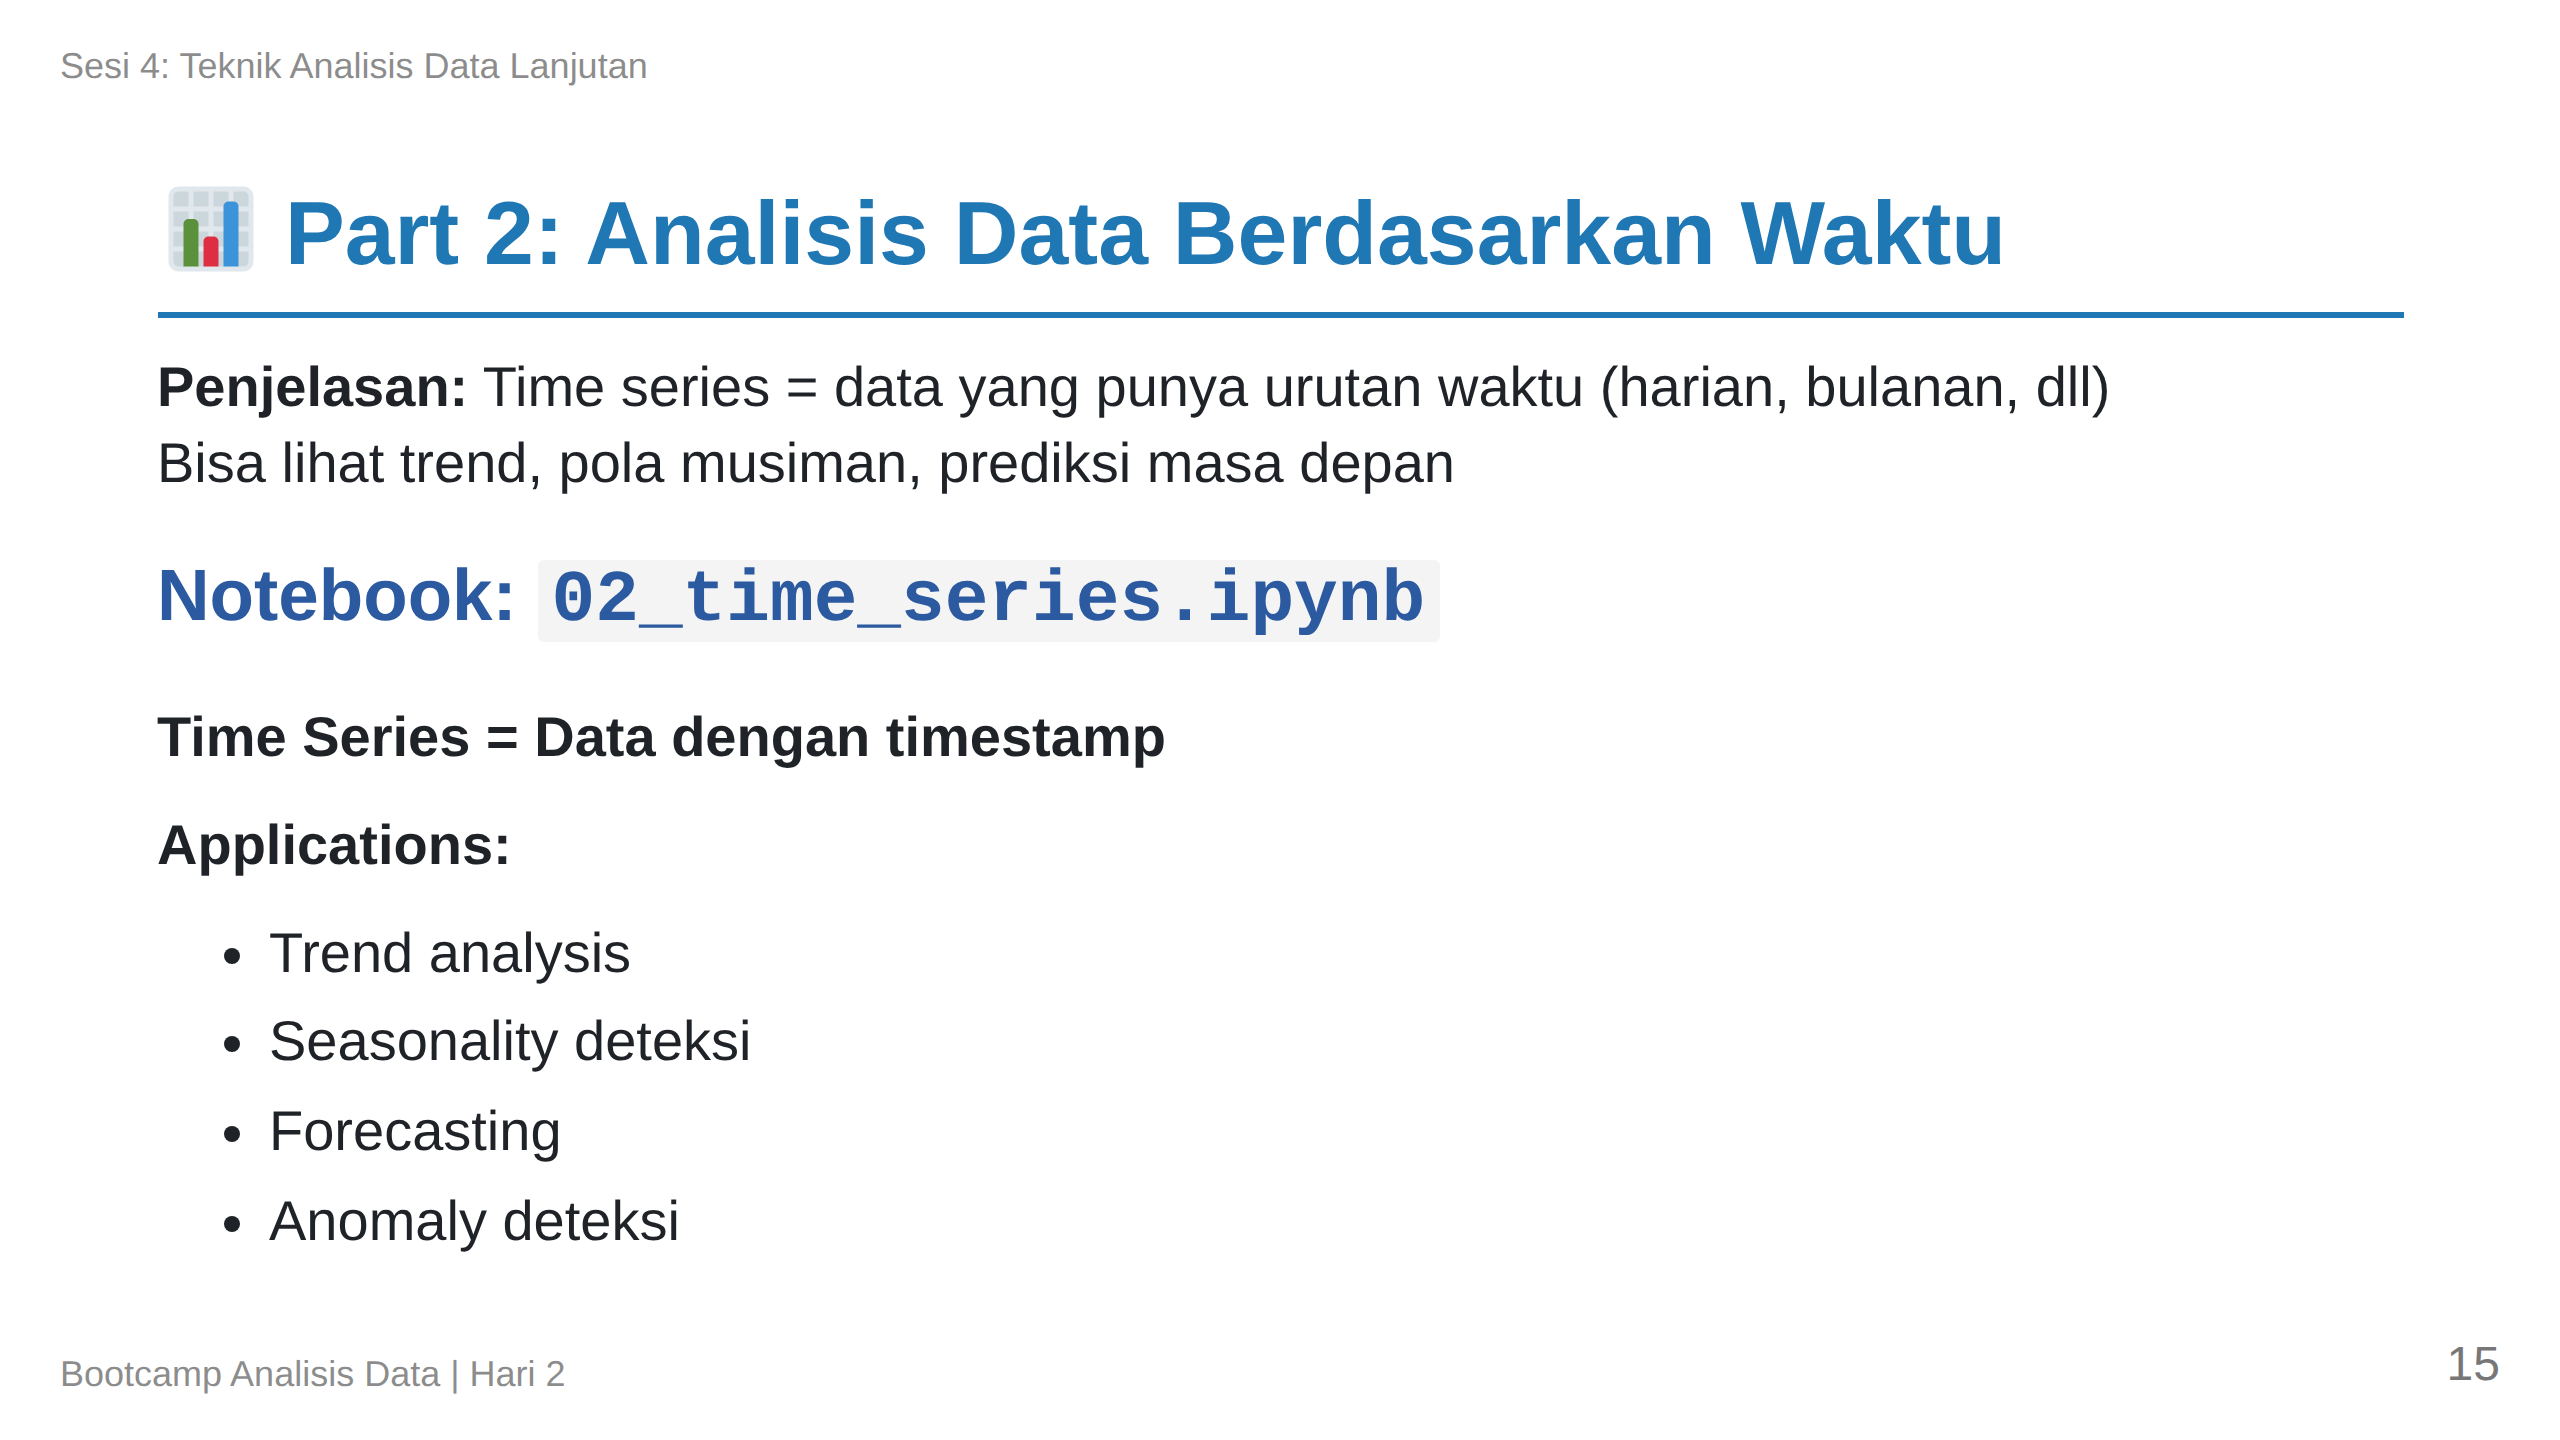 Sesi 4: Teknik Analisis Data Lanjutan
Part 2: Analisis Data Berdasarkan Waktu
Penjelasan: Time series = data yang punya urutan waktu (harian, bulanan, dll)
Bisa lihat trend, pola musiman, prediksi masa depan
Notebook: 02_time_series.ipynb
Time Series = Data dengan timestamp
Applications:
• Trend analysis
• Seasonality deteksi
• Forecasting
• Anomaly deteksi
Bootcamp Analisis Data | Hari 2
15